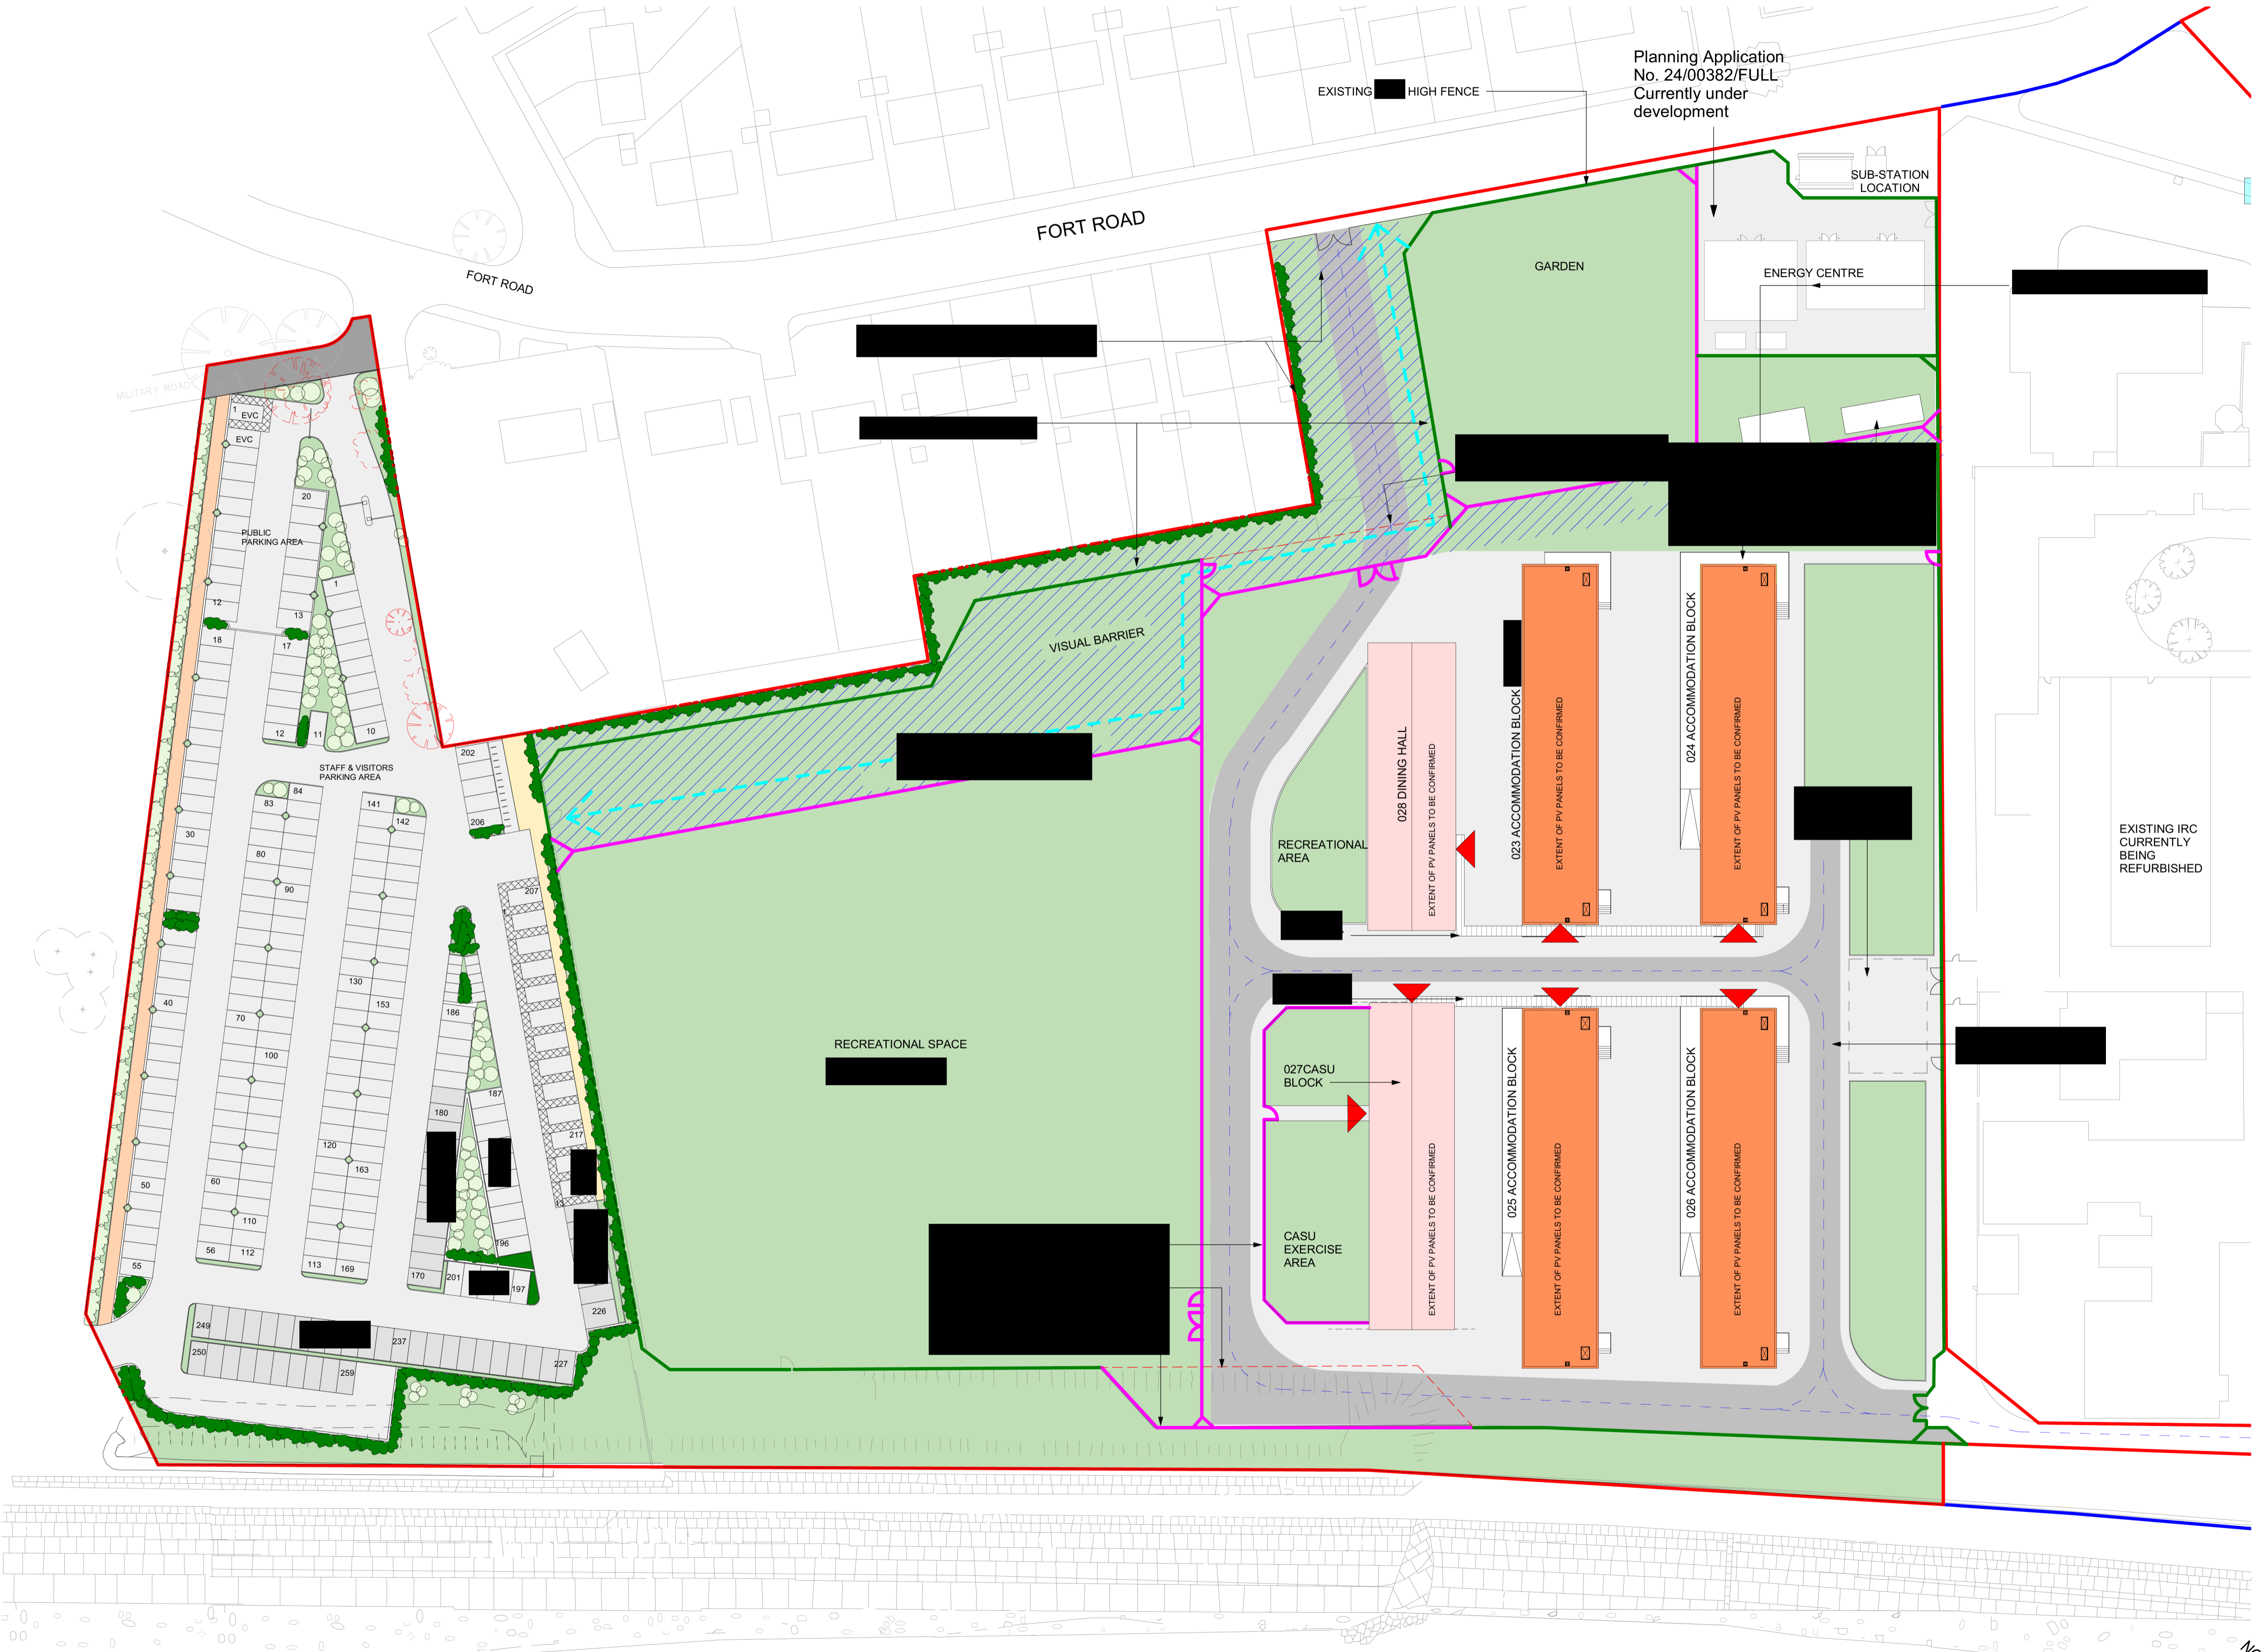 Planning Application
No. 24/00382/FULL
Currently under
development
EXISTING
HIGH FENCE
SUB-STATION
LOCATION
FORT ROAD
FORT ROAD
GARDEN
ENERGY CENTRE
MILITARY ROAD
1
EVC
EVC
20
PUBLIC
PARKING AREA
1
12
13
18
17
12
11
10
VISUAL BARRIER
202
STAFF & VISITORS
PARKING AREA
84
83
141
142
206
30
80
90
207
1
40
130
153
186
70
100
187
180
120
163
217
50
60
110
13
56
112
196
55
113
169
170
201
197
226
249
237
250
227
259
RECREATIONAL SPACE
RECREATIONAL
AREA
028 DINING HALL
EXTENT OF PV PANELS TO BE CONFIRMED
023 ACCOMMODATION BLOCK
EXTENT OF PV PANELS TO BE CONFIRMED
024 ACCOMMODATION BLOCK
EXTENT OF PV PANELS TO BE CONFIRMED
EXISTING IRC
CURRENTLY
BEING
REFURBISHED
027CASU
BLOCK
CASU
EXERCISE
AREA
EXTENT OF PV PANELS TO BE CONFIRMED
025 ACCOMMODATION BLOCK
EXTENT OF PV PANELS TO BE CONFIRMED
026 ACCOMMODATION BLOCK
EXTENT OF PV PANELS TO BE CONFIRMED